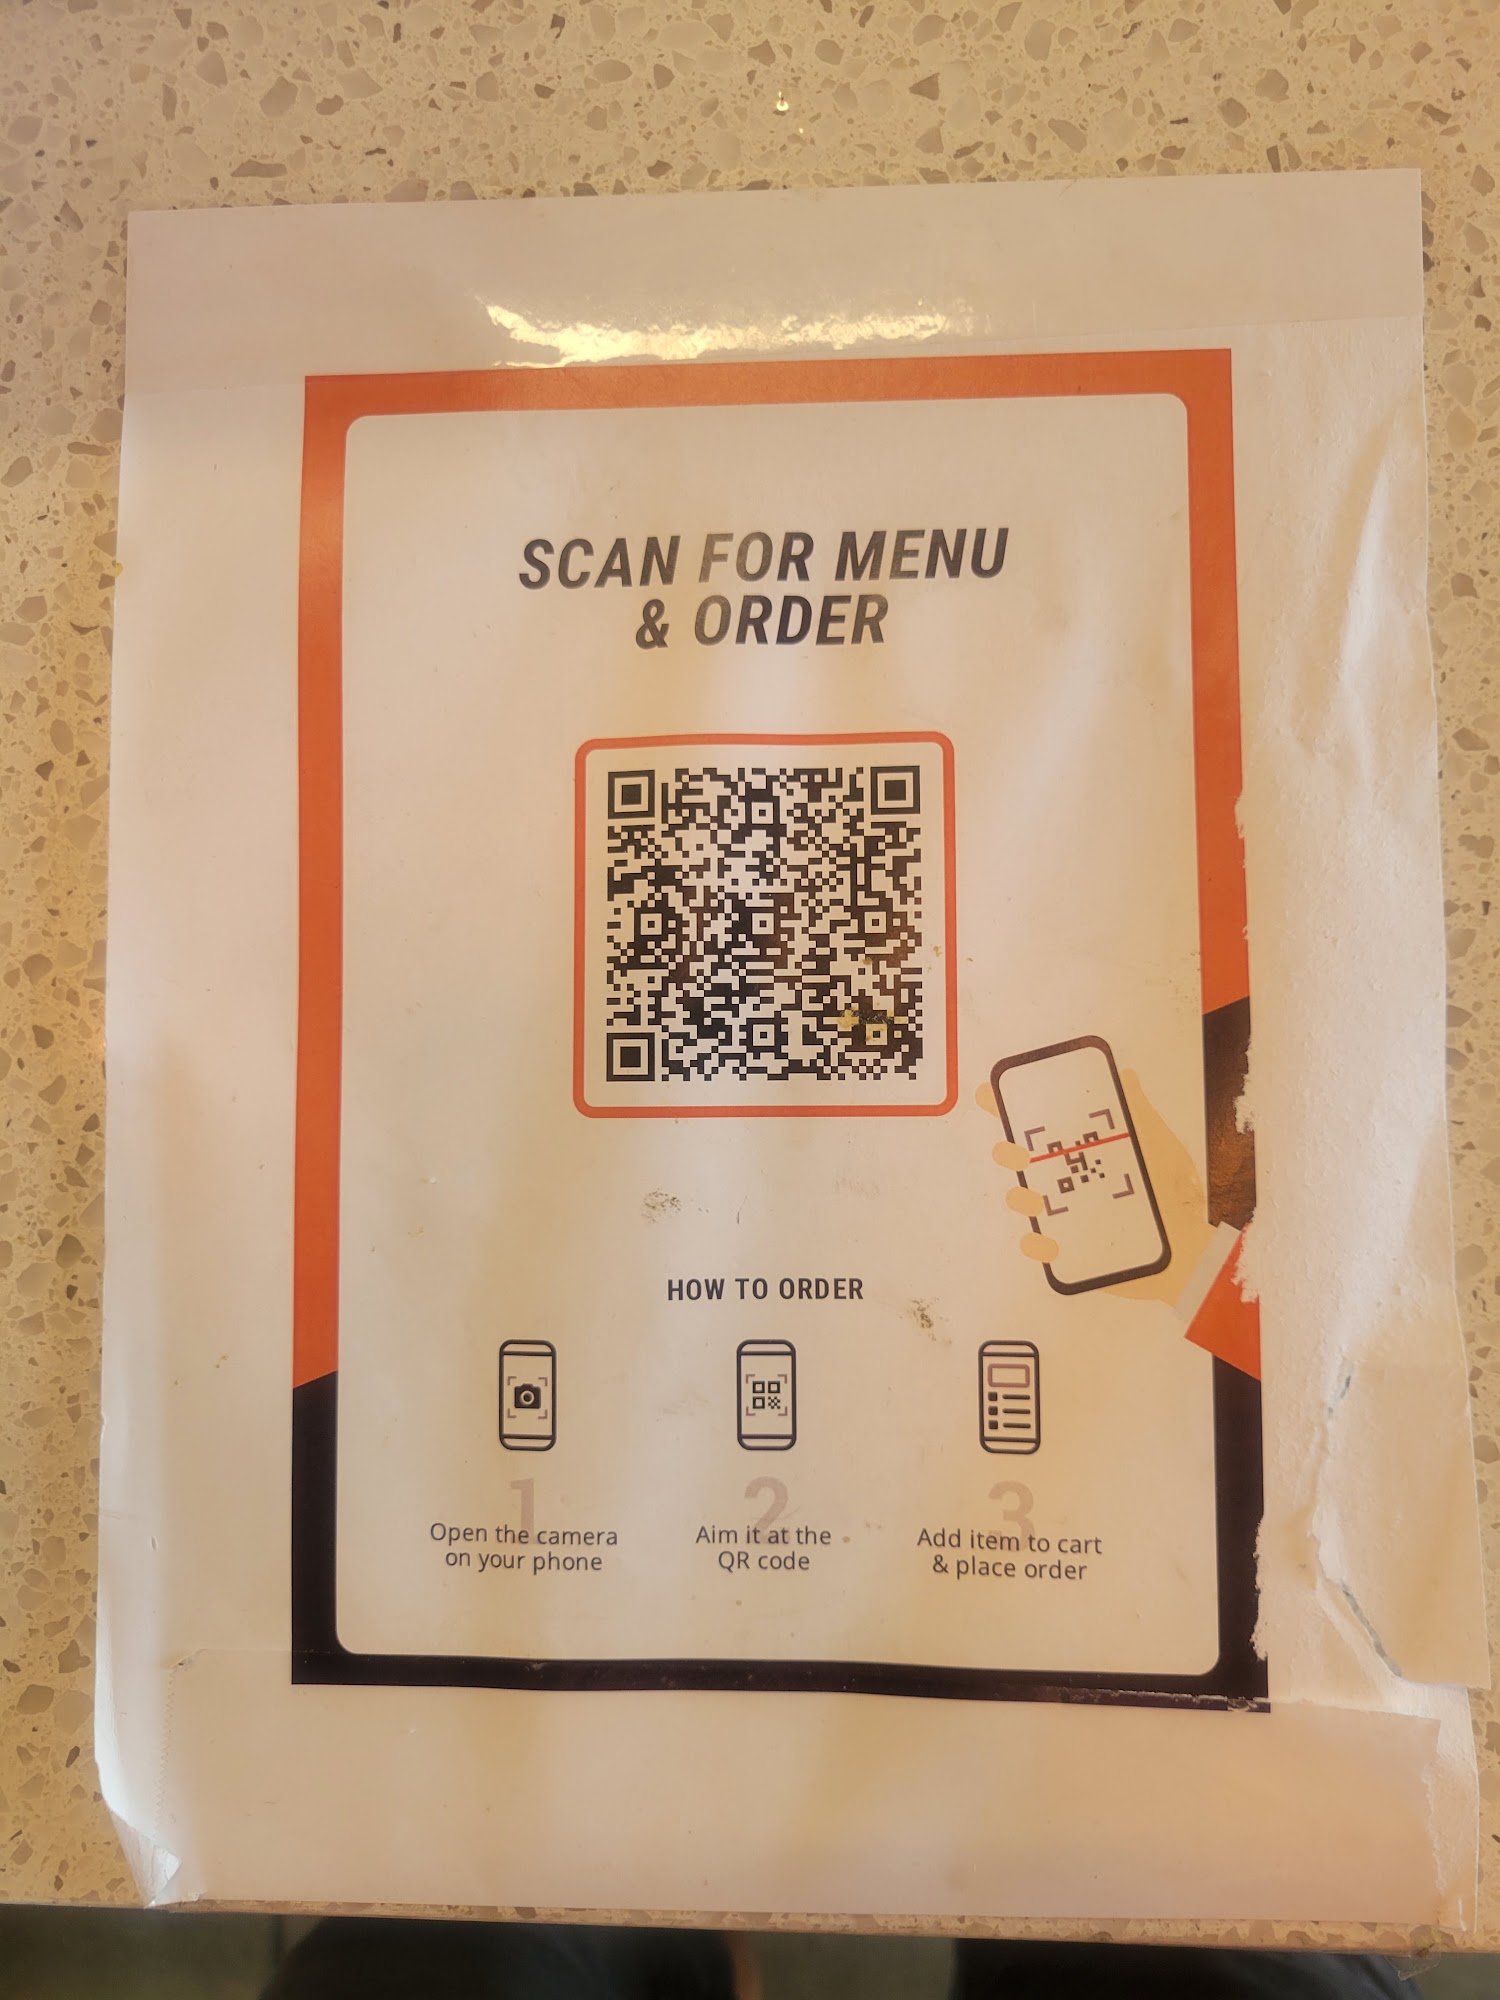 SCAN FOR MENU
& ORDER
HOW TO ORDER
1
Open the camera
on your phone
2
Aim it at the
QR code
3
Add item to cart
& place order